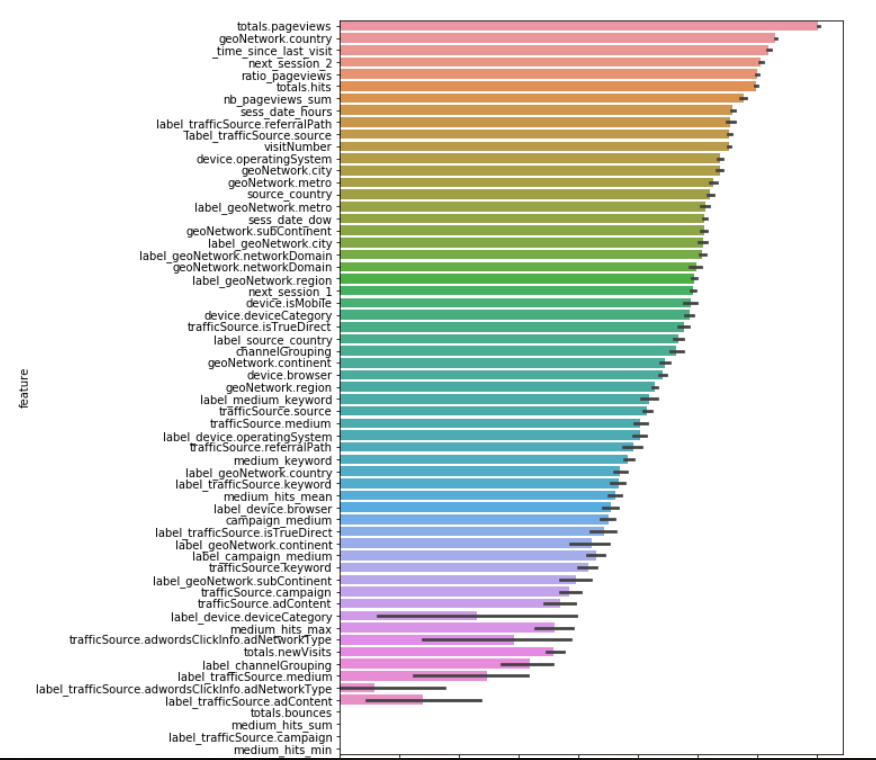 totals.pageviews
geoNetwork.country
_time_since_last_visit
next_session_2
ratio_pageviews
totals.hits
nb_pageviews_sum
sess_date_hours
label_trafficSource.referralPath
label_trafficSource.source
visitNumber
device.operatingSystem
geoNetwork.city
geoNetwork.metro
source_country
label_geoNetwork.metro
sess_date_dow
geoNetwork.subContinent
label_geoNetwork.city
label_geoNetwork.networkDomain
geoNetwork.networkDomain
label_geoNetwork.region
next_session_1
device.isMobile
device.deviceCategory
trafficSource.isTrueDirect
label_source_country
channelGrouping
geoNetwork.continent
device.browser
feature
geoNetwork.region
label_medium_keyword
trafficSource.source
trafficSource.medium
label_device.operatingSystem
trafficSource.referralPath
medium_keyword
label_geoNetwork.country
label_trafficSource.keyword
medium_hits_mean
label_device.browser
campaign_medium
label_trafficSource.isTrueDirect
label_geoNetwork.continent
label_campaign_medium
trafficSource.keyword
label_geoNetwork.subContinent
trafficSource.campaign
trafficSource.adContent
label_device.deviceCategory
medium_hits_max
trafficSource.adwordsClickInfo.adNetworkType
totals.newVisits
label_channelGrouping
label_trafficSource.medium
label_trafficSource.adwordsClickInfo.adNetworkType
label_trafficSource.adContent
totals.bounces
medium_hits_sum
label_trafficSource.campaign
medium_hits_min